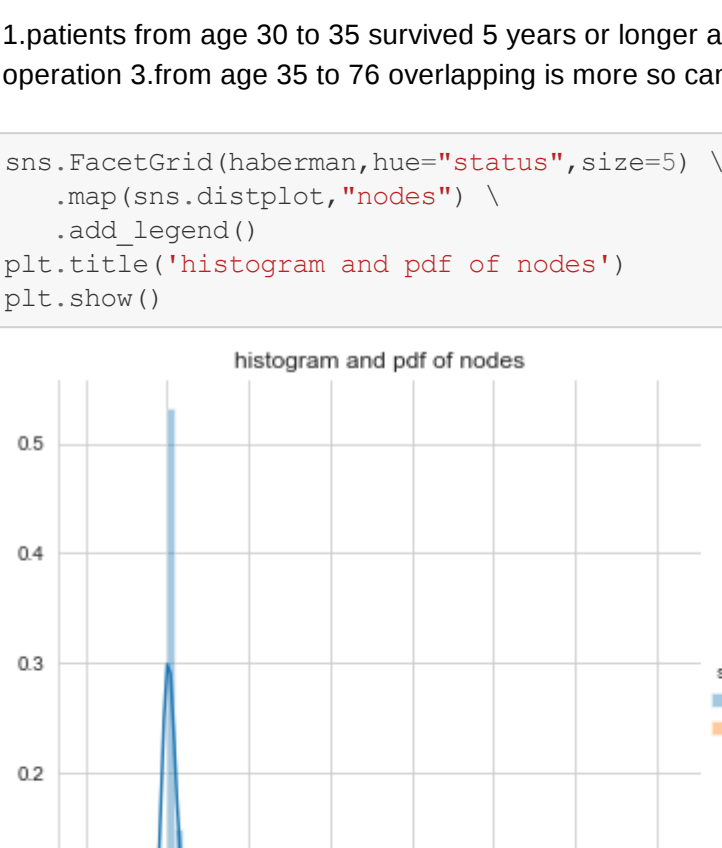 1.patients from age 30 to 35 survived 5 years or longer a
operation 3.from age 35 to 76 overlapping is more so can
sns.FacetGrid(haberman,hue="status",size=5) \
.map(sns.distplot,"nodes") \
.add_legend()
plt.title('histogram and pdf of nodes')
plt.show()
histogram and pdf of nodes
0.5
0.4
0.3
s
0.2